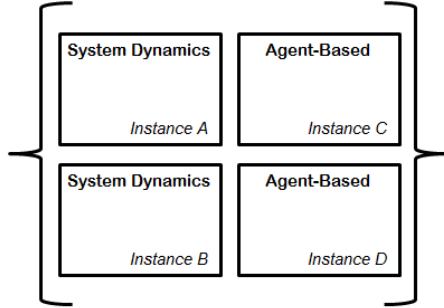 System Dynamics
Instance A
Agent-Based
Instance C
System Dynamics
Instance B
Agent-Based
Instance D